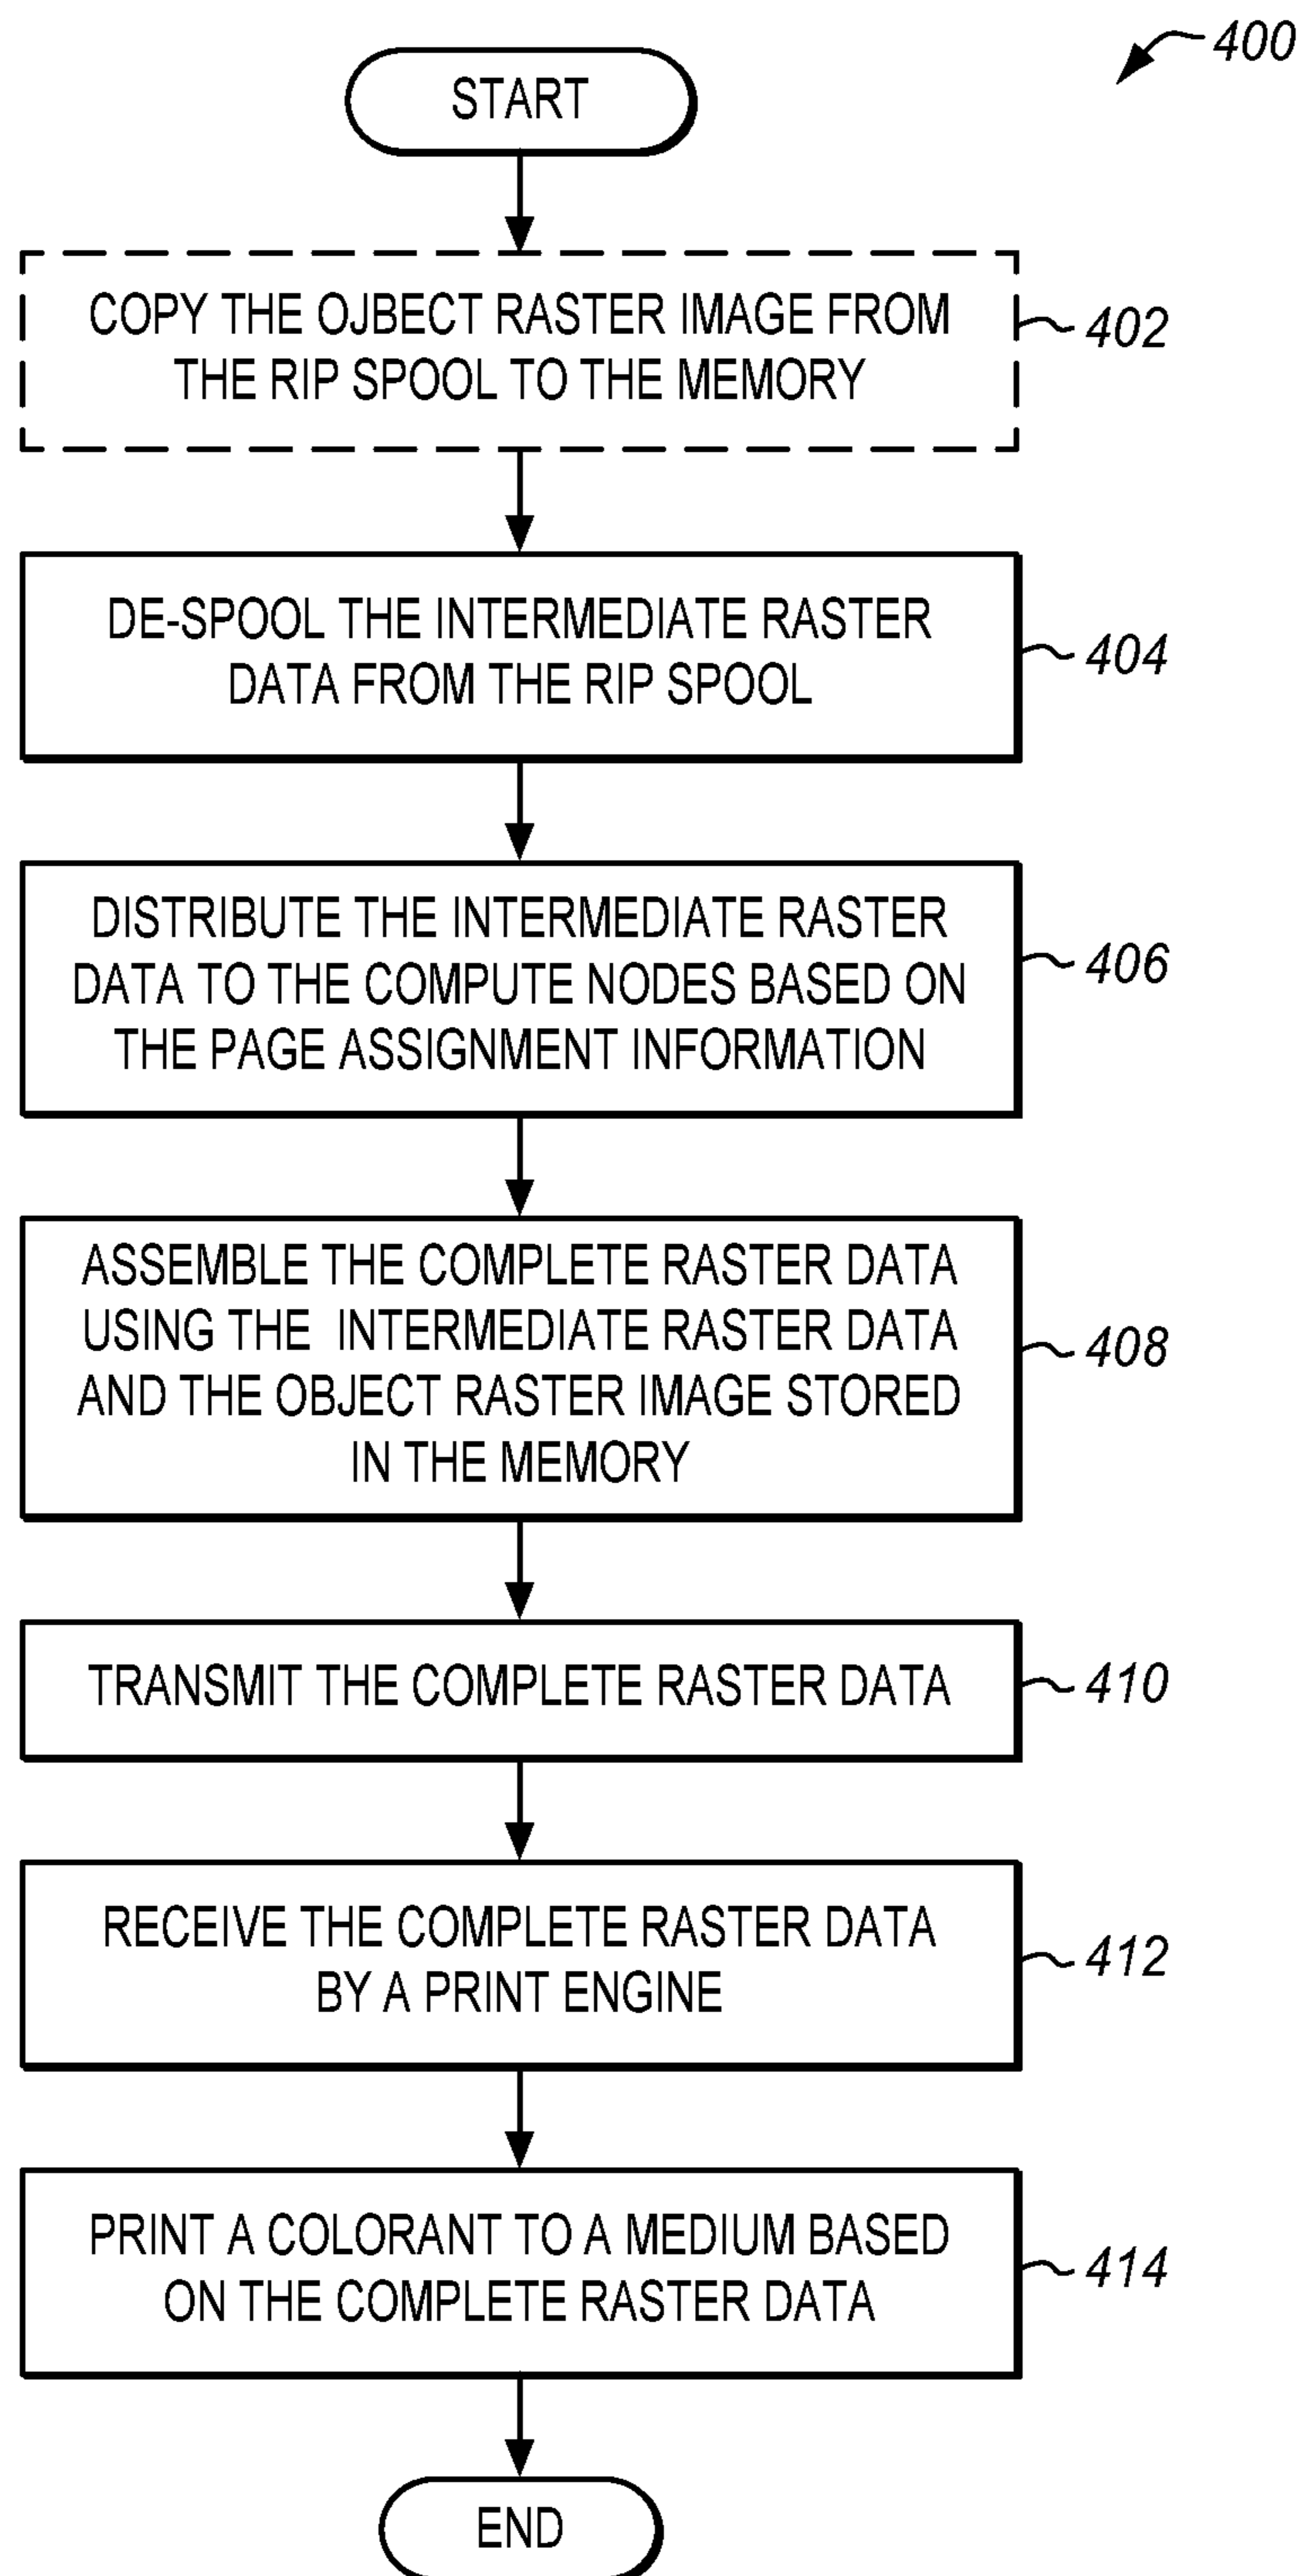 400
START
COPY THE OJBECT RASTER IMAGE FROM
THE RIP SPOOL TO THE MEMORY
402
DE-SPOOL THE INTERMEDIATE RASTER
DATA FROM THE RIP SPOOL
404
DISTRIBUTE THE INTERMEDIATE RASTER
DATA TO THE COMPUTE NODES BASED ON
THE PAGE ASSIGNMENT INFORMATION
406
ASSEMBLE THE COMPLETE RASTER DATA
USING THE INTERMEDIATE RASTER DATA
AND THE OBJECT RASTER IMAGE STORED
IN THE MEMORY
408
TRANSMIT THE COMPLETE RASTER DATA
410
RECEIVE THE COMPLETE RASTER DATA
BY A PRINT ENGINE
412
PRINT A COLORANT TO A MEDIUM BASED
ON THE COMPLETE RASTER DATA
414
END